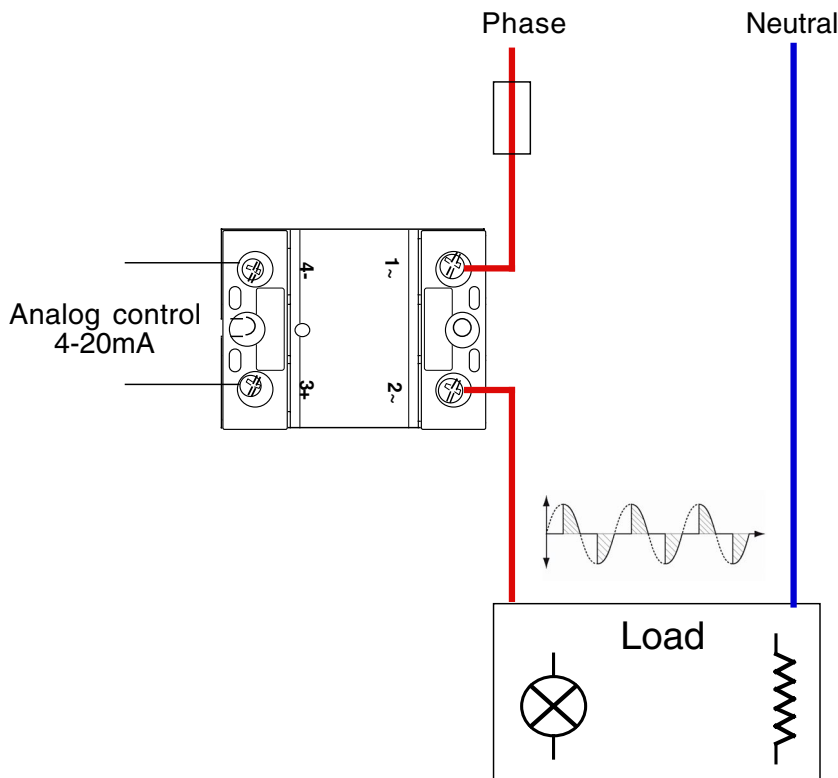 Phase
Neutral
4-
1~
Analog control
4-20mA
3+
2~
Load